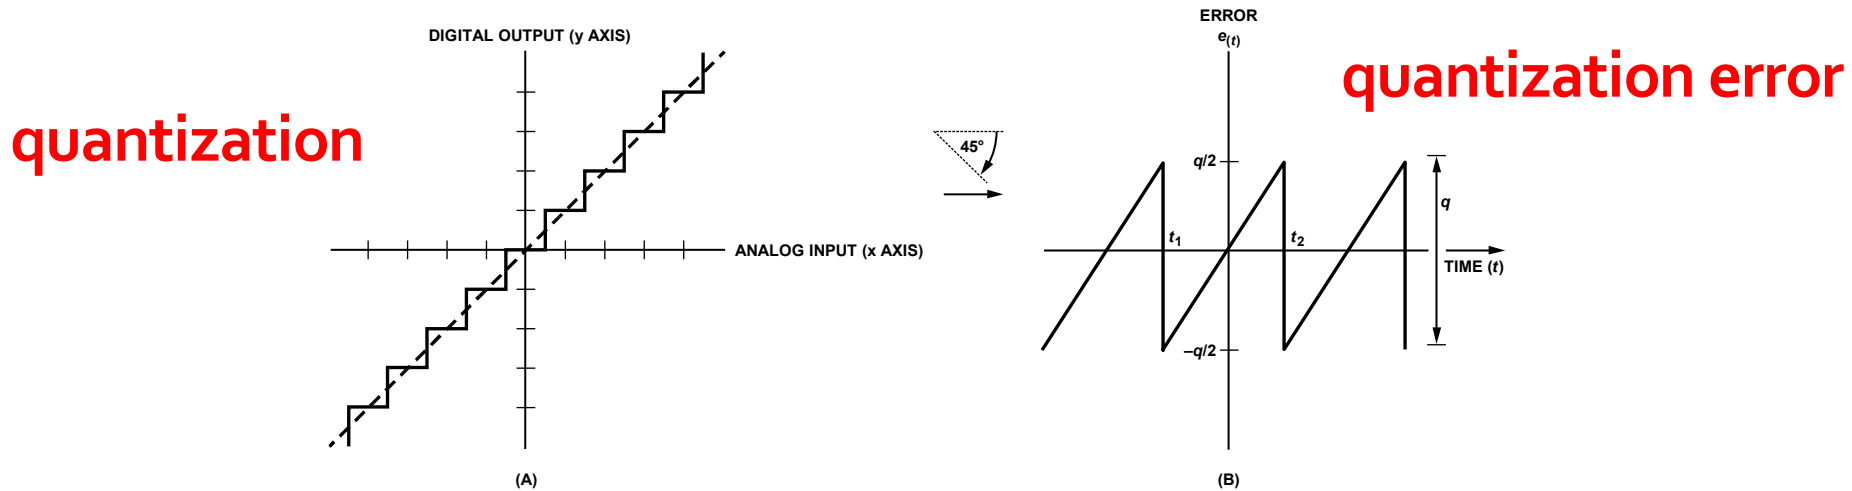 quantization
DIGITAL OUTPUT (y AXIS)
ANALOG INPUT (x AXIS)
(A)
45°
quantization error
ERROR
e(t)
q/2
q
t1
t2
TIME (t)
–q/2
(B)